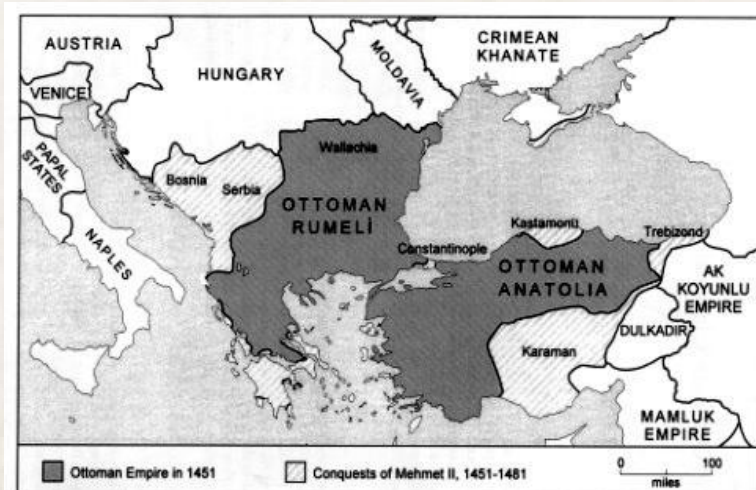 AUSTRIA
CRIMEAN
KHANATE
HUNGARY
MOLDAVIA
VENICE
PAPAL
STATES
Wallachia
Bosnia
Serbia
OTTOMAN
RUMELİ
NAPLES
Kastamonu
Trebizond
Constantinople
OTTOMAN
ANATOLIA
AK
KOYUNLU
EMPIRE
DULKADIR
Karaman
MAMLUK
EMPIRE
Ottoman Empire in 1451
Conquests of Mehmet II, 1451-1481
0 100
miles